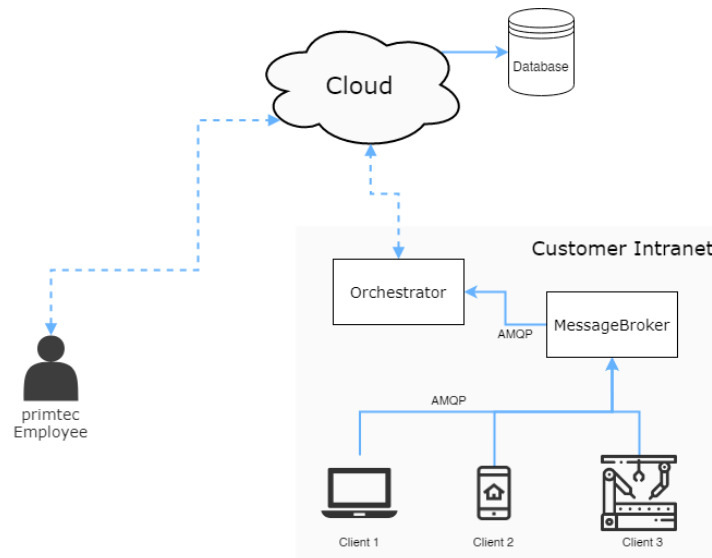 Cloud
Database
Customer Intranet
Orchestrator
MessageBroker
AMQP
AMQP
primtec
Employee
Client 1
Client 2
Client 3